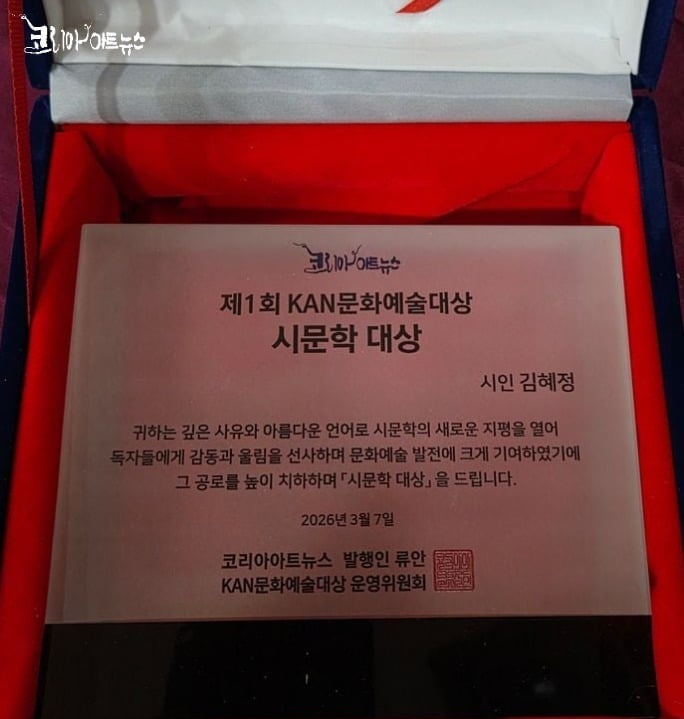 코리아아트뉴스
코리아아트뉴스
제1회 KAN문화예술대상
시문학 대상
시인 김혜정
귀하는 깊은 사유와 아름다운 언어로 시문학의 새로운 지평을 열어
독자들에게 감동과 울림을 선사하며 문화예술 발전에 크게 기여하였기에
그 공로를 높이 치하하며 「시문학 대상」을 드립니다.
2026년 3월 7일
코리아아트뉴스 발행인 류안
KAN문화예술대상 운영위원회